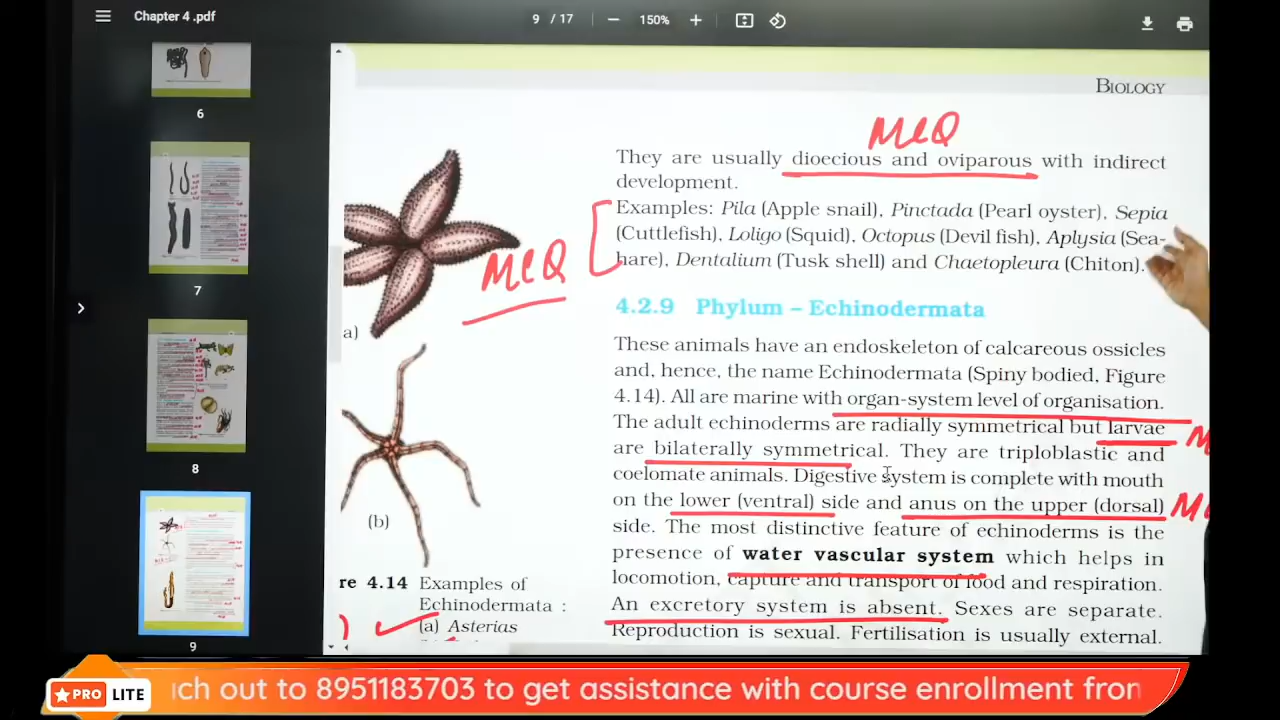 Chapter 4 .pdf
9 / 17
150%
6
7
8
9
BIOLOGY
MCQ
They are usually dioecious and oviparous with indirect
development.
Examples: Pila (Apple snail), Pinctada (Pearl oyster), Sepia
(Cuttlefish), Loligo (Squid), Octopus (Devil fish), Aplysia (Sea-
hare), Dentalium (Tusk shell) and Chaetopleura (Chiton).
MCQ
4.2.9 Phylum – Echinodermata
These animals have an endoskeleton of calcareous ossicles
and, hence, the name Echinodermata (Spiny bodied, Figure
4.14). All are marine with organ-system level of organisation.
The adult echinoderms are radially symmetrical but larvae
are bilaterally symmetrical. They are triploblastic and
coelomate animals. Digestive system is complete with mouth
on the lower (ventral) side and anus on the upper (dorsal)
side. The most distinctive feature of echinoderms is the
presence of water vascular system which helps in
locomotion, capture and transport of food and respiration.
An excretory system is absent. Sexes are separate.
Reproduction is sexual. Fertilisation is usually external.
a)
(b)
re 4.14 Examples of
Echinodermata :
(a) Asterias
PRO LITE
ach out to 8951183703 to get assistance with course enrollment from